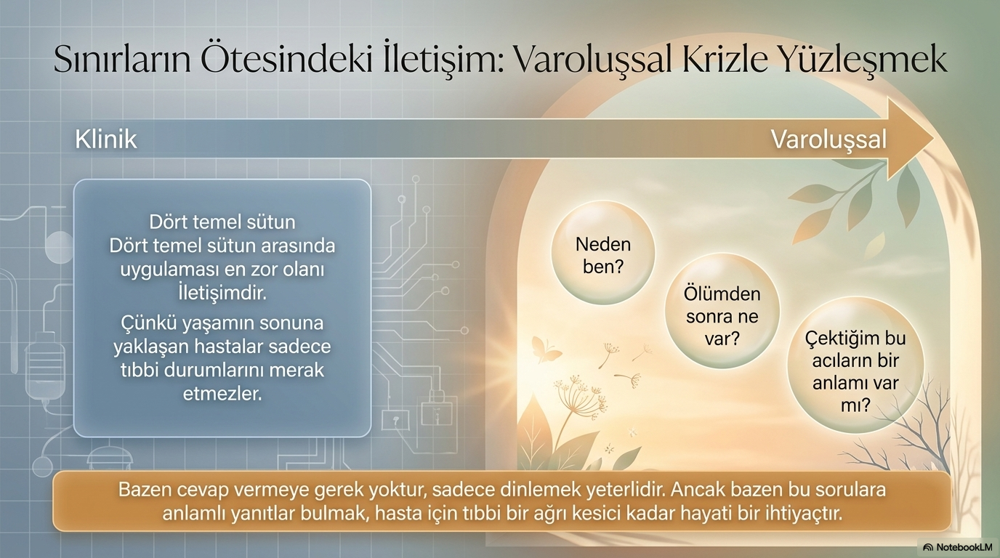 Sınırların Ötesindeki İletişim: Varoluşsal Krizle Yüzleşmek
Klinik
Varoluşsal
Dört temel sütun
Dört temel sütun arasında
uygulaması en zor olanı
İletişimdir.
Çünkü yaşamın sonuna
yaklaşan hastalar sadece
tıbbi durumlarını merak
etmezler.
Neden
ben?
Ölümden
sonra ne
var?
Çektiğim bu
acıların bir
anlamı var
mı?
Bazen cevap vermeye gerek yoktur, sadece dinlemek yeterlidir. Ancak bazen bu sorulara
anlamlı yanıtlar bulmak, hasta için tıbbi bir ağrı kesici kadar hayati bir ihtiyaçtır.
NotebookLM